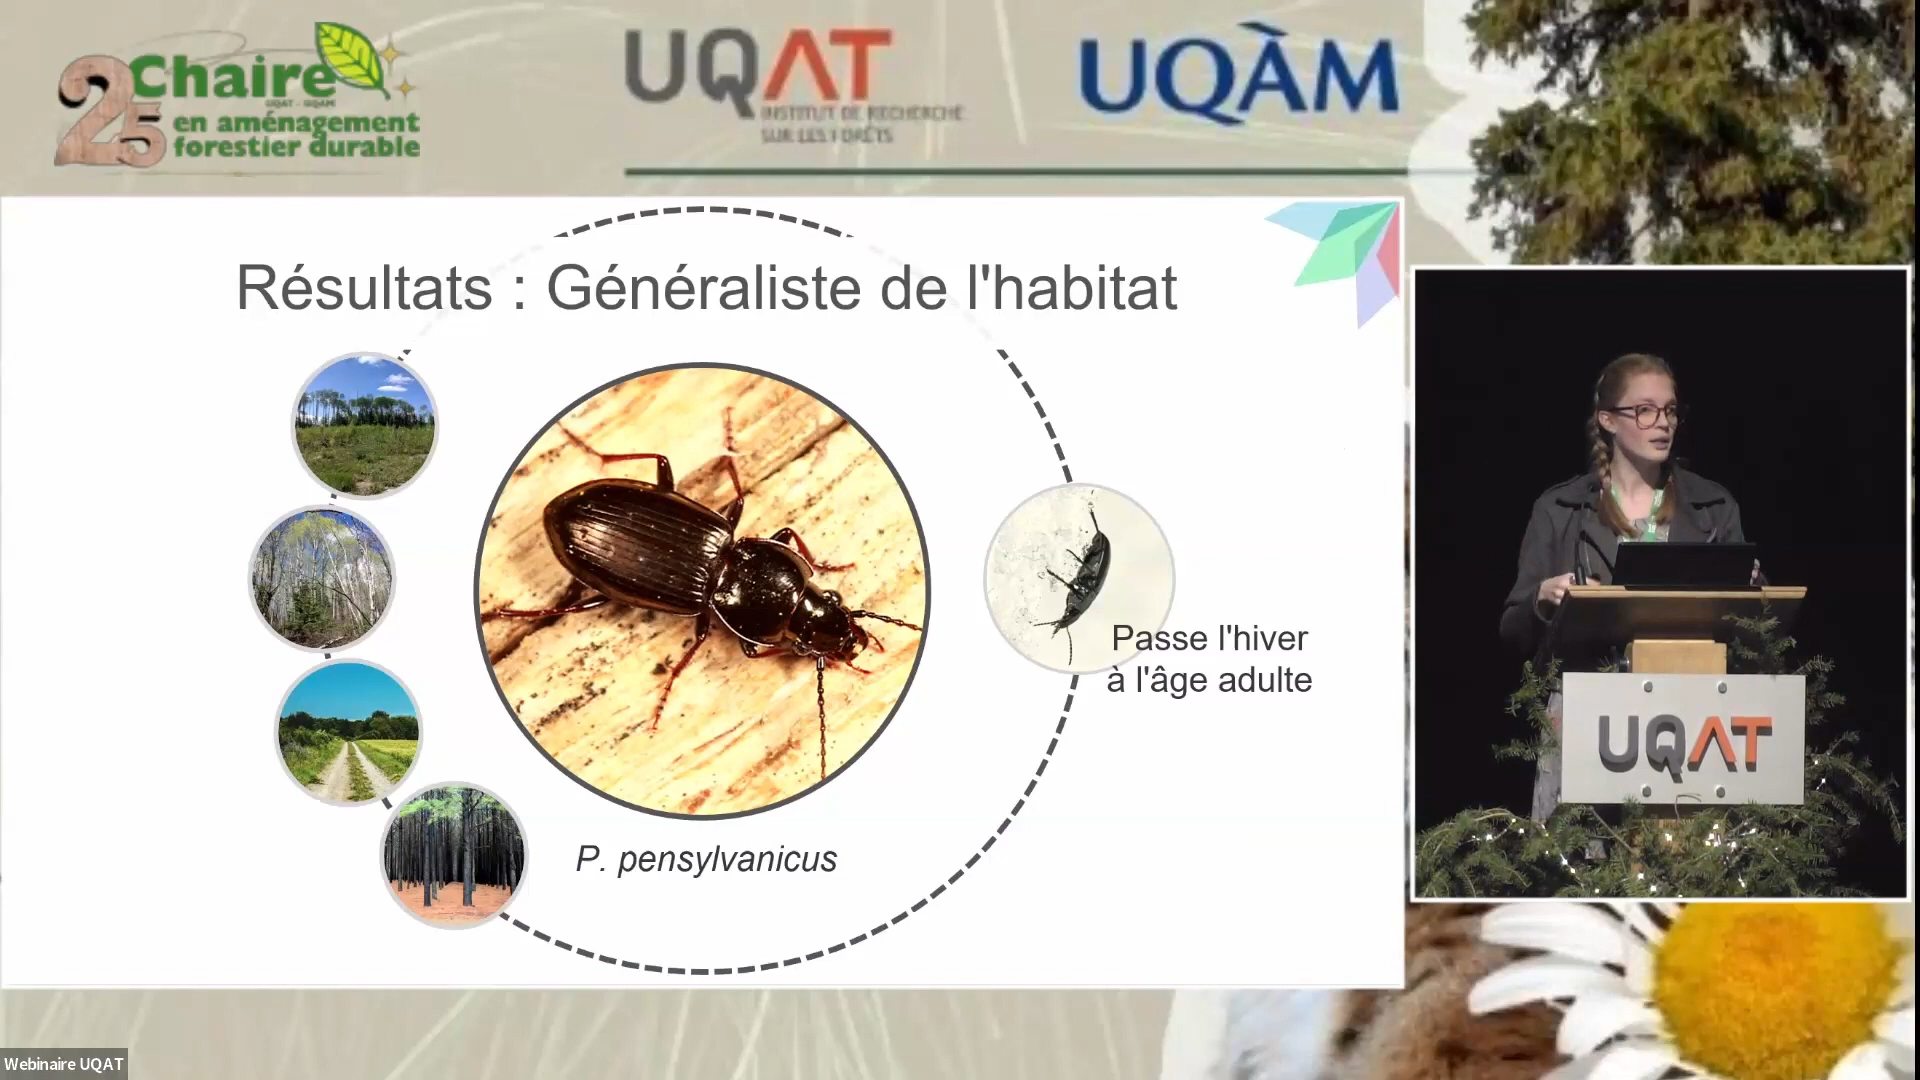 25
Chaire
UQAT - UQAM
en aménagement
forestier durable
UQAT
INSTITUT DE RECHERCHE
SUR LES FORÊTS
UQÀM
Résultats : Généraliste de l'habitat
Passe l'hiver
à l'âge adulte
P. pensylvanicus
UQAT
Webinaire UQAT